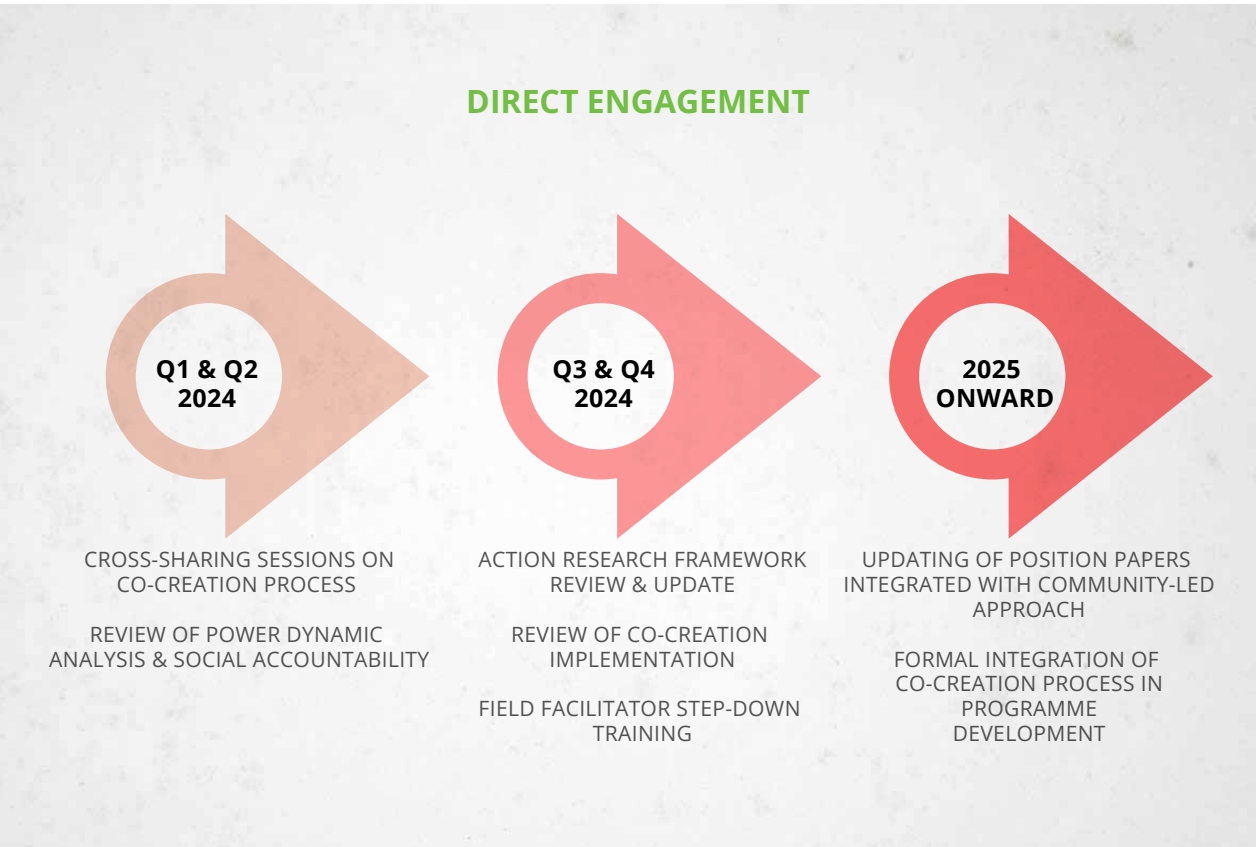 DIRECT ENGAGEMENT
Q1 & Q2
2024
CROSS-SHARING SESSIONS ON
CO-CREATION PROCESS
REVIEW OF POWER DYNAMIC
ANALYSIS & SOCIAL ACCOUNTABILITY
Q3 & Q4
2024
ACTION RESEARCH FRAMEWORK
REVIEW & UPDATE
REVIEW OF CO-CREATION
IMPLEMENTATION
FIELD FACILITATOR STEP-DOWN
TRAINING
2025
ONWARD
UPDATING OF POSITION PAPERS
INTEGRATED WITH COMMUNITY-LED
APPROACH
FORMAL INTEGRATION OF
CO-CREATION PROCESS IN
PROGRAMME
DEVELOPMENT